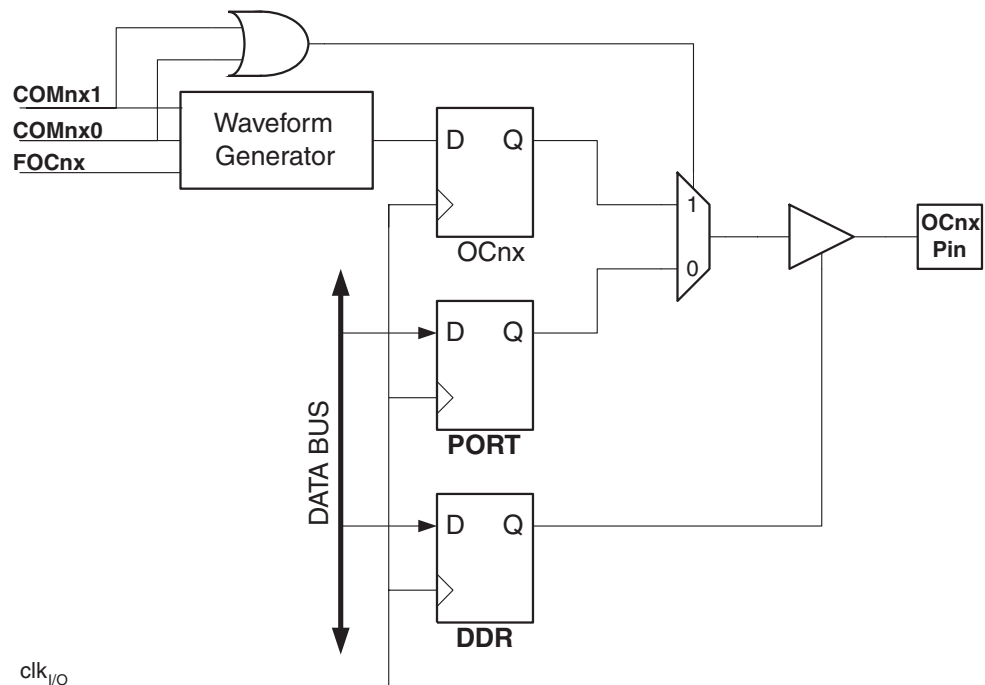 COMnx1
COMnx0
FOCnx
Waveform
Generator
D Q
OCnx
1
0
OCnx
Pin
D Q
PORT
DATA BUS
D Q
DDR
clkI/O